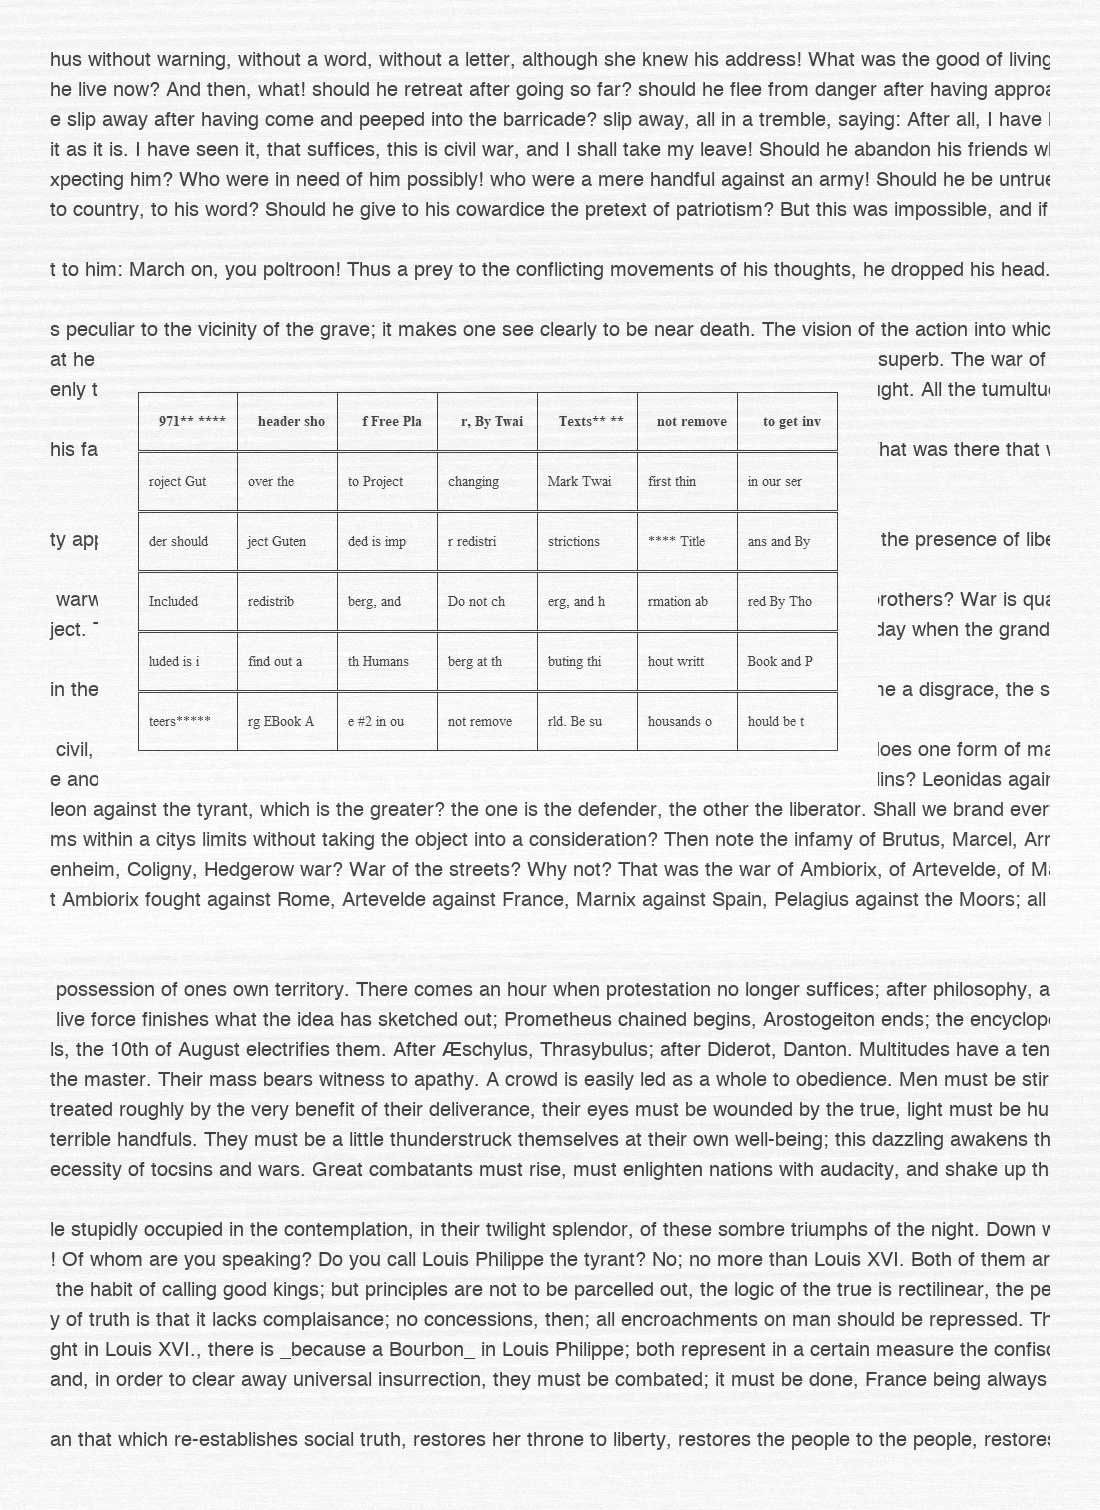 hus without warning, without a word, without a letter, although she knew his address! What was the good of living
he live now? And then, what! should he retreat after going so far? should he flee from danger after having approa
e slip away after having come and peeped into the barricade? slip away, all in a tremble, saying: After all, I have
it as it is. I have seen it, that suffices, this is civil war, and I shall take my leave! Should he abandon his friends w
xpecting him? Who were in need of him possibly! who were a mere handful against an army! Should he be untrue
to country, to his word? Should he give to his cowardice the pretext of patriotism? But this was impossible, and if
t to him: March on, you poltroon! Thus a prey to the conflicting movements of his thoughts, he dropped his head.
s peculiar to the vicinity of the grave; it makes one see clearly to be near death. The vision of the action into whic
at he superb. The war of
enly t ght. All the tumultu
971** **** header sho f Free Pla r, By Twai Texts** ** not remove to get inv
his fa hat was there that
roject Gut over the to Project changing Mark Twai first thin in our ser
ty app the presence of libe
der should ject Guten ded is imp r redistri strictions **** Title ans and By
warw rothers? War is qua
Included redistrib berg, and Do not ch erg, and h rmation ab red By Tho
ject. day when the grand
luded is i find out a th Humans berg at th buting thi hout writt Book and P
in the ne a disgrace, the s
teers***** rg EBook A e #2 in ou not remove rld. Be su housands o hould be t
civil, does one form of ma
e and lins? Leonidas again
leon against the tyrant, which is the greater? the one is the defender, the other the liberator. Shall we brand ever
ms within a citys limits without taking the object into a consideration? Then note the infamy of Brutus, Marcel, Arn
enheim, Coligny, Hedgerow war? War of the streets? Why not? That was the war of Ambiorix, of Artevelde, of Ma
t Ambiorix fought against Rome, Artevelde against France, Marnix against Spain, Pelagius against the Moors; all
possession of ones own territory. There comes an hour when protestation no longer suffices; after philosophy, a
live force finishes what the idea has sketched out; Prometheus chained begins, Arostogeiton ends; the encyclope
ls, the 10th of August electrifies them. After Æschylus, Thrasybulus; after Diderot, Danton. Multitudes have a ten
the master. Their mass bears witness to apathy. A crowd is easily led as a whole to obedience. Men must be stir
treated roughly by the very benefit of their deliverance, their eyes must be wounded by the true, light must be hu
terrible handfuls. They must be a little thunderstruck themselves at their own well-being; this dazzling awakens th
ecessity of tocsins and wars. Great combatants must rise, must enlighten nations with audacity, and shake up th
le stupidly occupied in the contemplation, in their twilight splendor, of these sombre triumphs of the night. Down w
! Of whom are you speaking? Do you call Louis Philippe the tyrant? No; no more than Louis XVI. Both of them ar
the habit of calling good kings; but principles are not to be parcelled out, the logic of the true is rectilinear, the pe
y of truth is that it lacks complaisance; no concessions, then; all encroachments on man should be repressed. Th
ght in Louis XVI., there is _because a Bourbon_ in Louis Philippe; both represent in a certain measure the confisc
and, in order to clear away universal insurrection, they must be combated; it must be done, France being always
an that which re-establishes social truth, restores her throne to liberty, restores the people to the people, restores